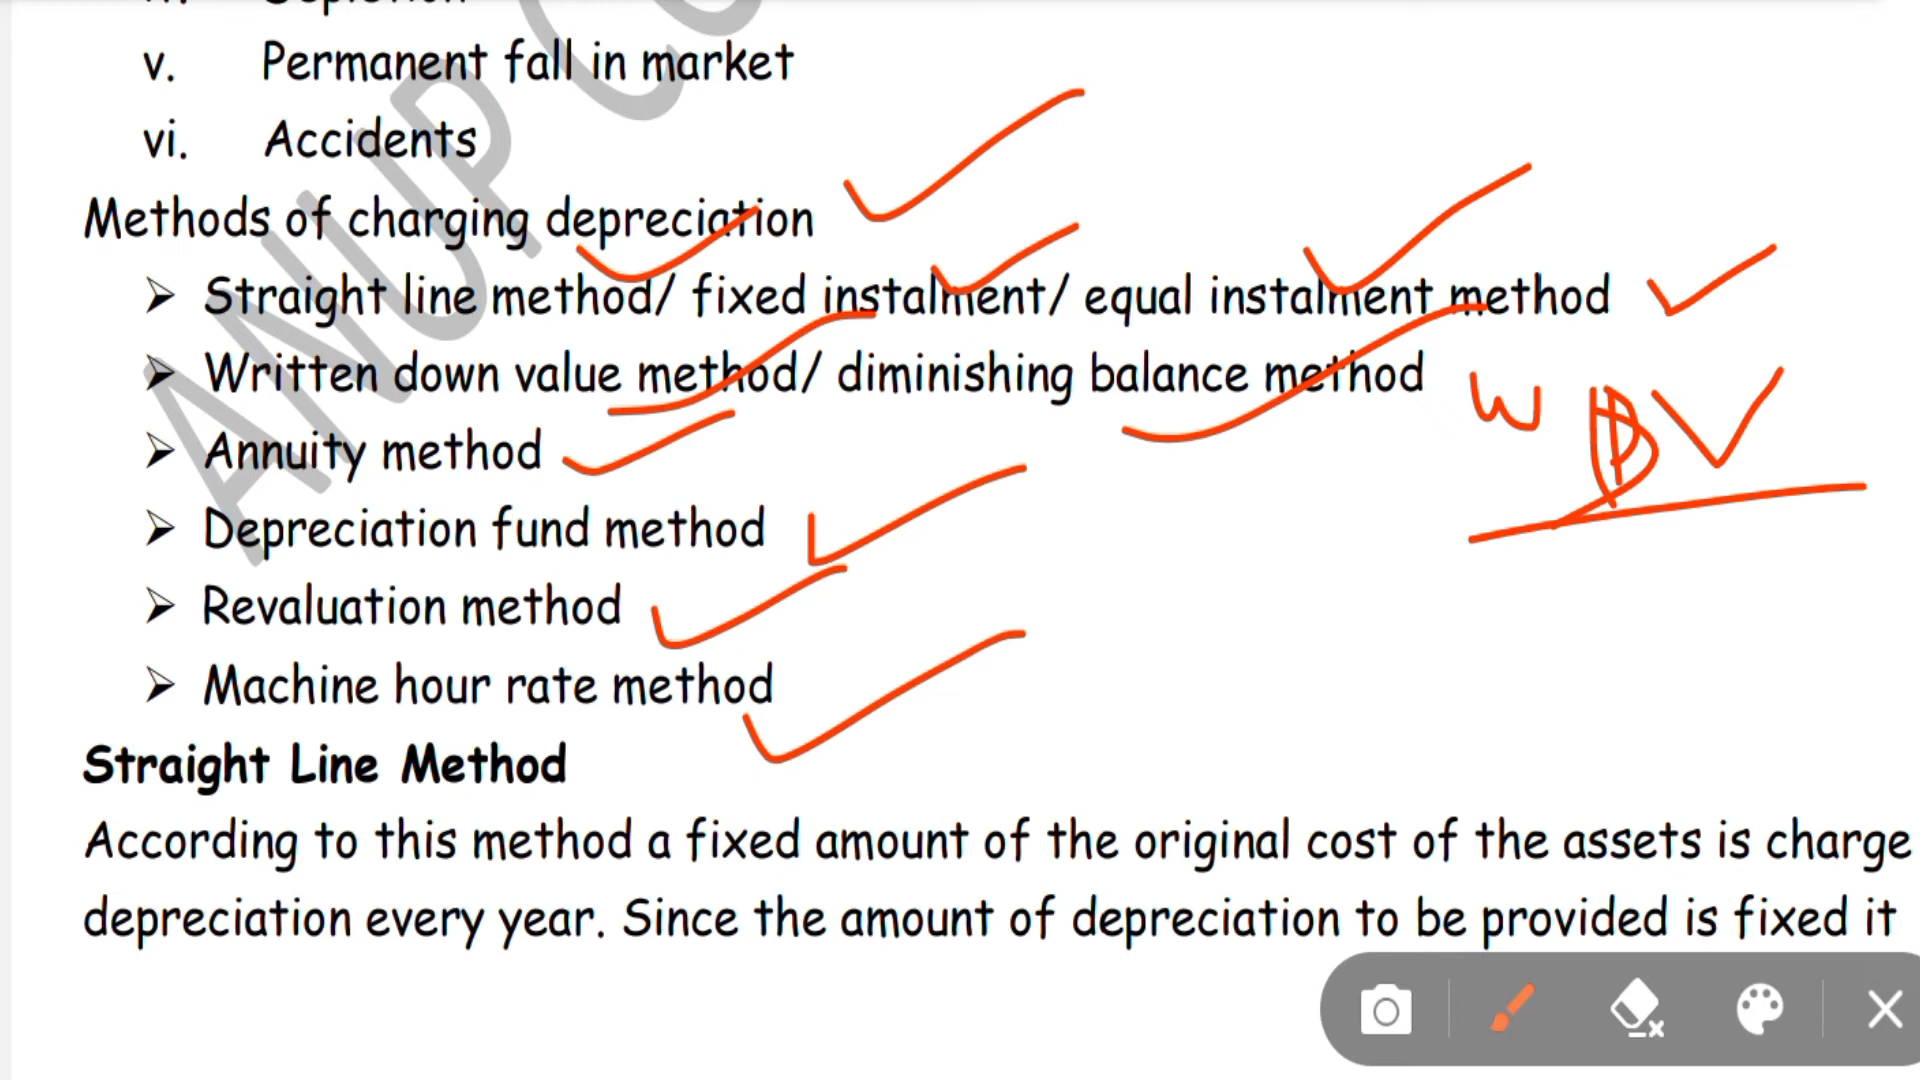 v. Permanent fall in market
vi. Accidents
Methods of charging depreciation
➢ Straight line method/ fixed instalment/ equal instalment method
➢ Written down value method/ diminishing balance method
W D V
➢ Annuity method
➢ Depreciation fund method
➢ Revaluation method
➢ Machine hour rate method
Straight Line Method
According to this method a fixed amount of the original cost of the assets is charge
depreciation every year. Since the amount of depreciation to be provided is fixed it
ANUP